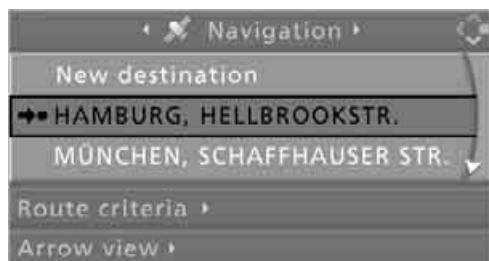 Navigation
New destination
HAMBURG, HELLBROOKSTR.
MÜNCHEN, SCHAFFHAUSER STR.
Route criteria
Arrow view